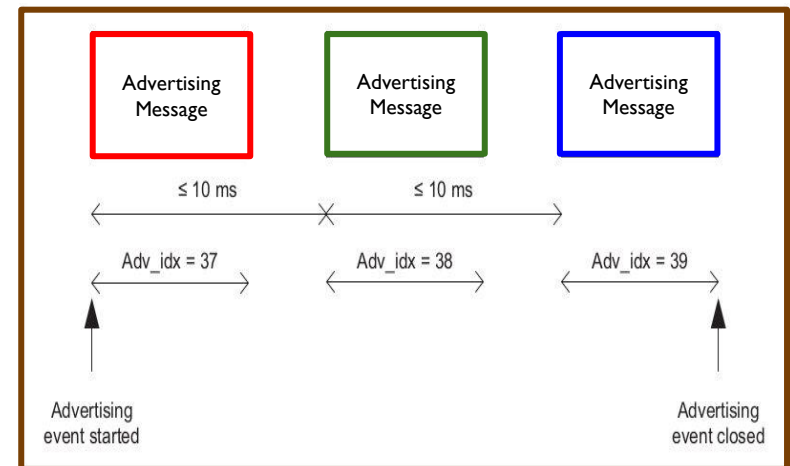 Advertising
Message
Advertising
Message
Advertising
Message
≤ 10 ms
≤ 10 ms
Adv_idx = 37
Adv_idx = 38
Adv_idx = 39
Advertising
event started
Advertising
event closed